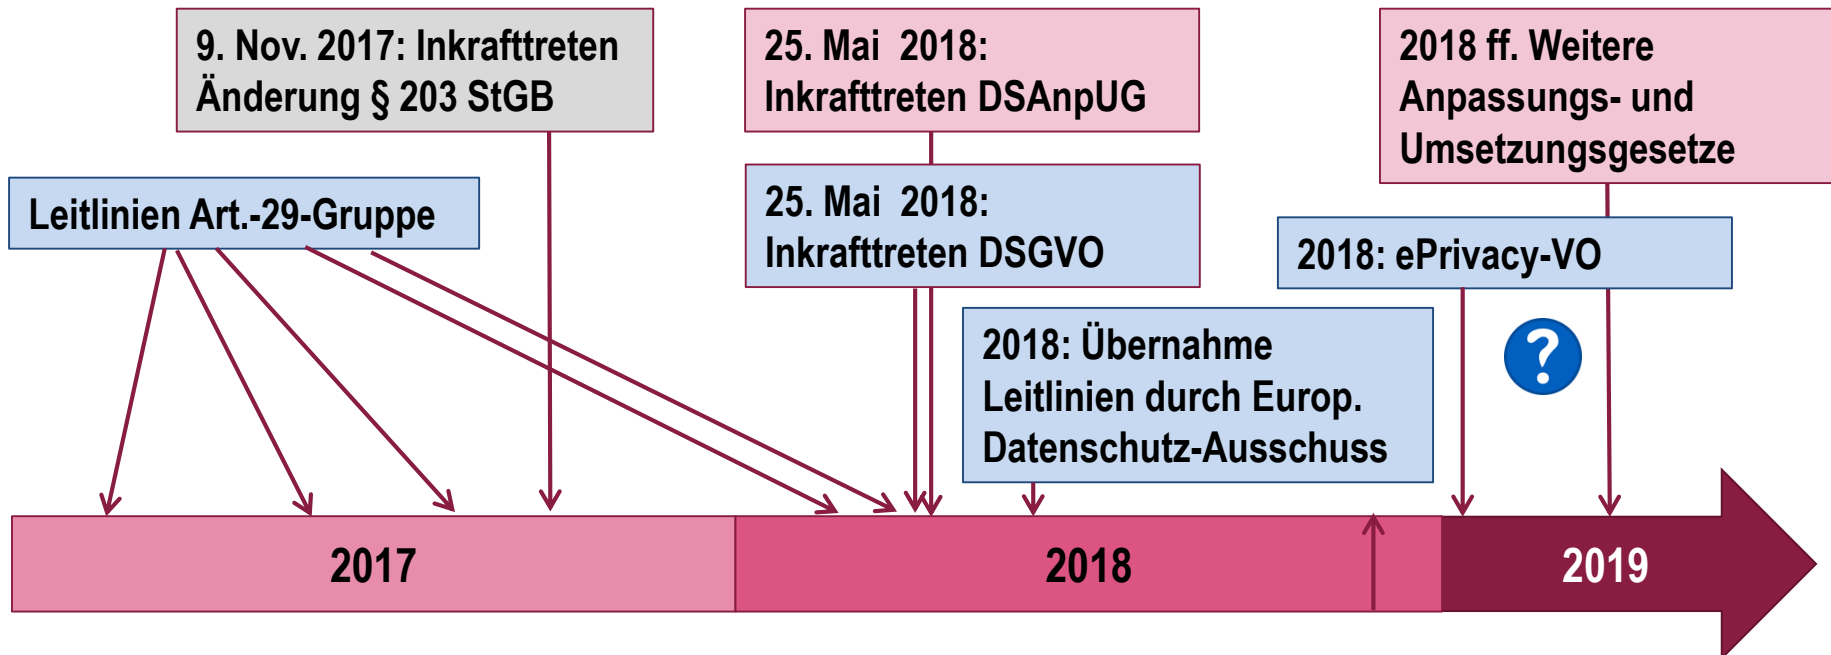 9. Nov. 2017: Inkrafttreten
Änderung § 203 StGB
25. Mai 2018:
Inkrafttreten DSAnpUG
2018 ff. Weitere
Anpassungs- und
Umsetzungsgesetze
Leitlinien Art.-29-Gruppe
25. Mai 2018:
Inkrafttreten DSGVO
2018: ePrivacy-VO
?
2018: Übernahme
Leitlinien durch Europ.
Datenschutz-Ausschuss
2017
2018
2019